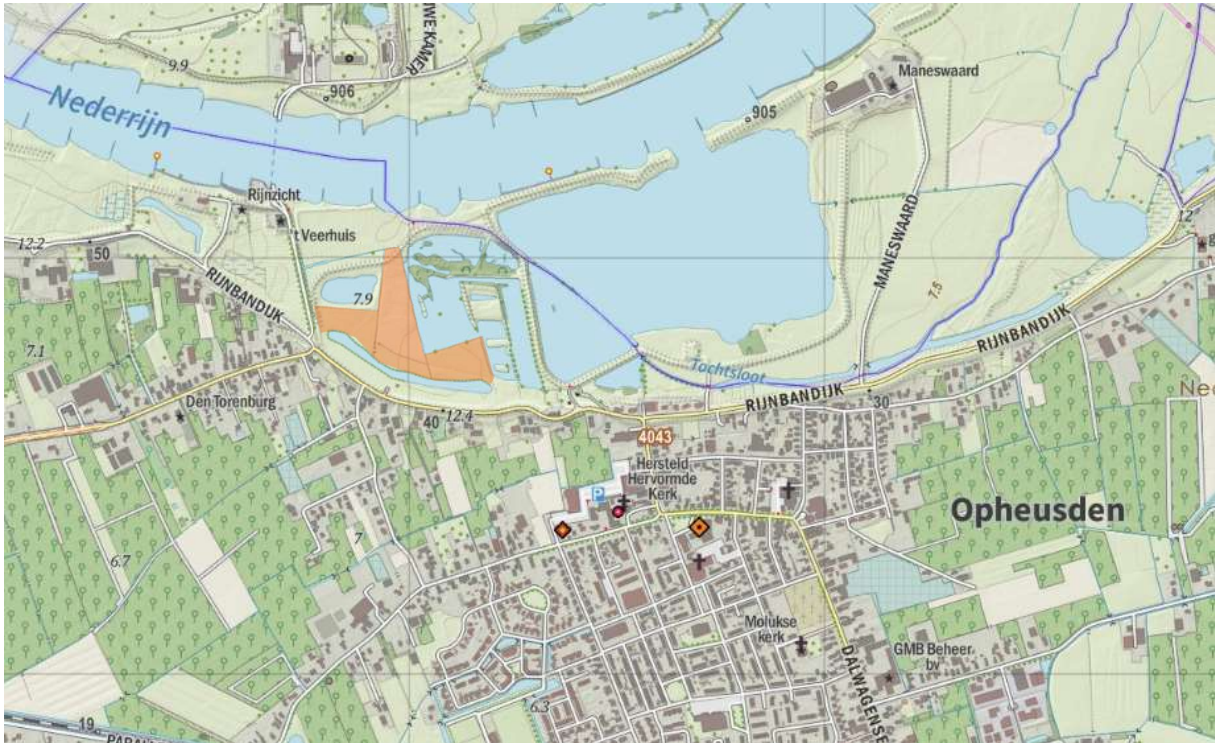 UWE KAMER
9.9
906
Nederrijn
905
Maneswaard
Rijnzicht
't Veerhuis
12.2
50
RIJNBANDIJK
7.9
MANESWAARD
7.5
12
7.1
Tochtsloot
RIJNBANDIJK
RIJNBANDIJK
30
Den Torenburg
40
12.4
4043
Hersteld
Hervormde
Kerk
P
Opheusden
6.7
7
Molukse
kerk
GMB Beheer
bv
DALWAGENSE
6.3
19